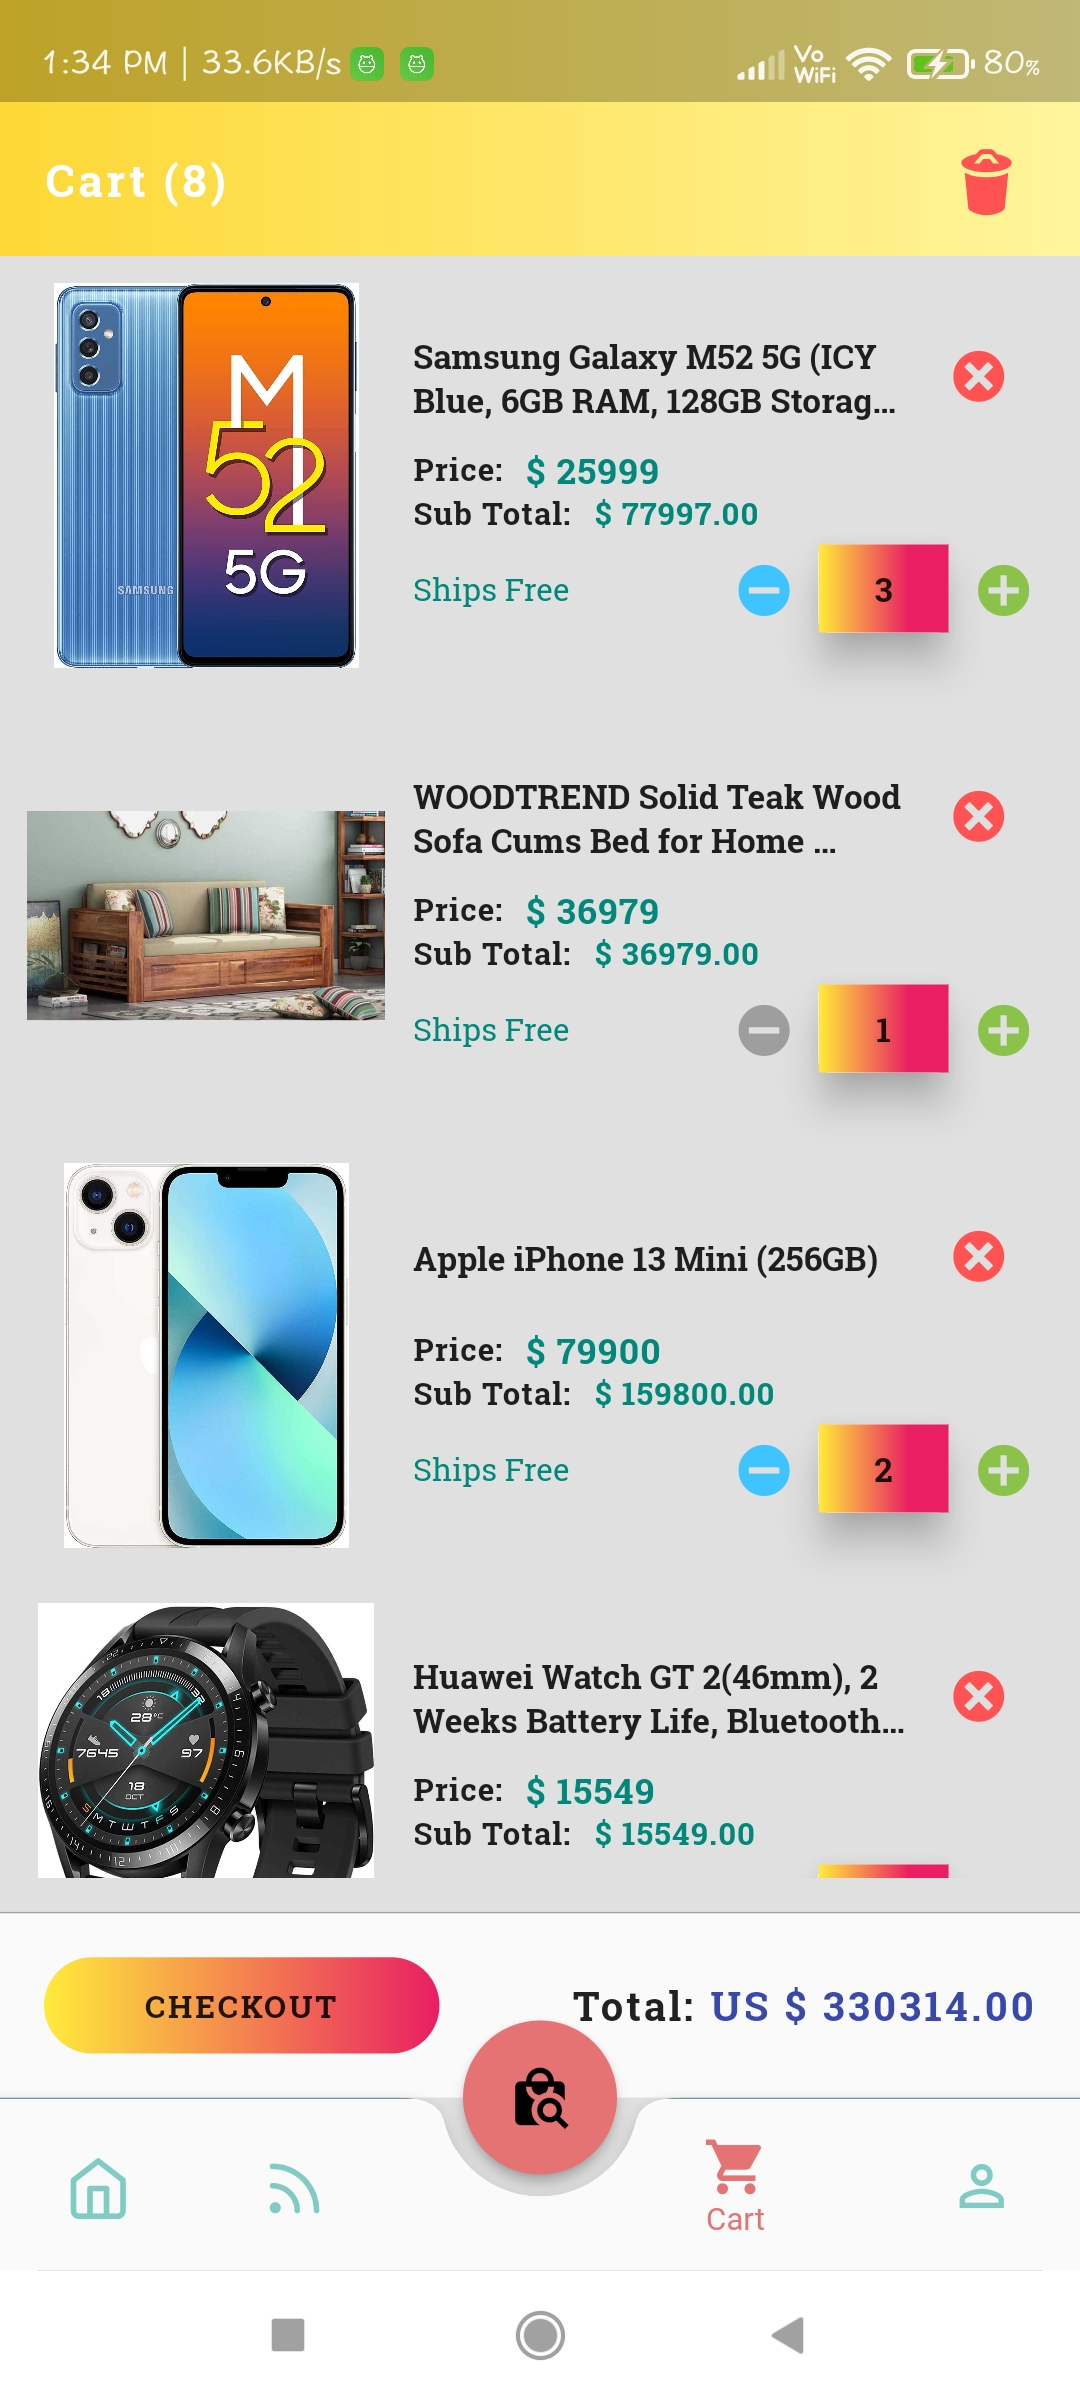 1:34 PM | 33.6KB/s Vo WiFi 80%
Cart (8)
M
52
5G
SAMSUNG
Samsung Galaxy M52 5G (ICY
Blue, 6GB RAM, 128GB Storag...
Price: $ 25999
Sub Total: $ 77997.00
Ships Free 3
WOODTREND Solid Teak Wood
Sofa Cums Bed for Home ...
Price: $ 36979
Sub Total: $ 36979.00
Ships Free 1
Apple iPhone 13 Mini (256GB)
Price: $ 79900
Sub Total: $ 159800.00
Ships Free 2
28°C
7645 97
18
OCT
S M T W T F S
Huawei Watch GT 2(46mm), 2
Weeks Battery Life, Bluetooth...
Price: $ 15549
Sub Total: $ 15549.00
CHECKOUT Total: US $ 330314.00
Cart